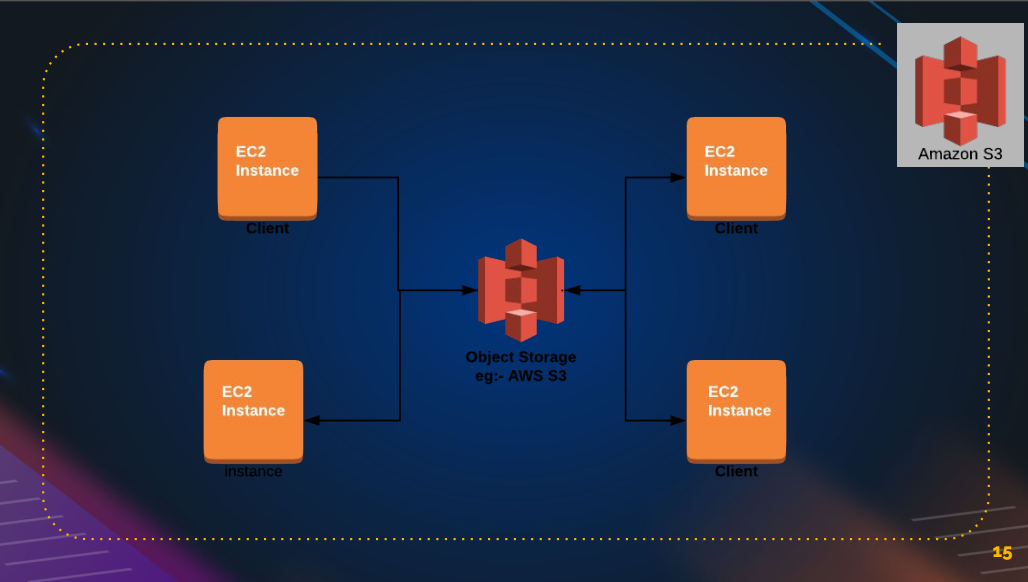 Amazon S3
EC2
Instance
Client
EC2
Instance
Client
Object Storage
eg:- AWS S3
EC2
Instance
instance
EC2
Instance
Client
15